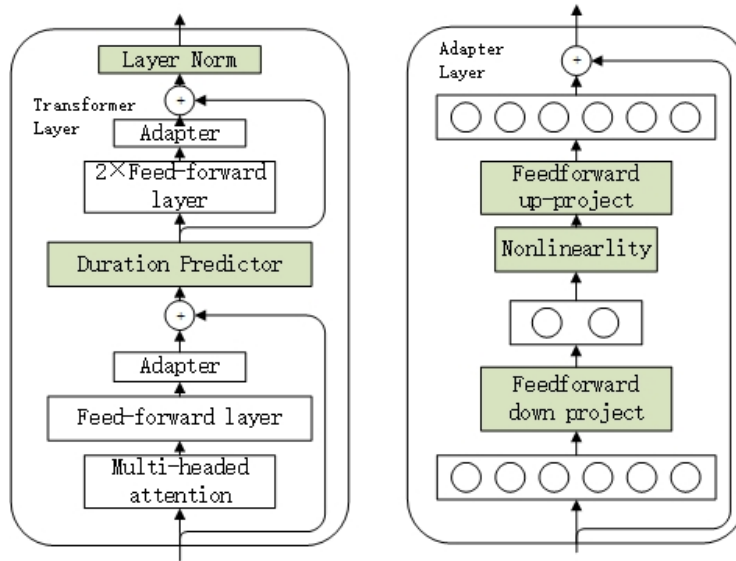 Layer Norm
+
Transformer
Layer
Adapter
2×Feed-forward
layer
Duration Predictor
+
Adapter
Feed-forward layer
Multi-headed
attention
Adapter
Layer
+
Feedforward
up-project
Nonlinearlity
Feedforward
down project